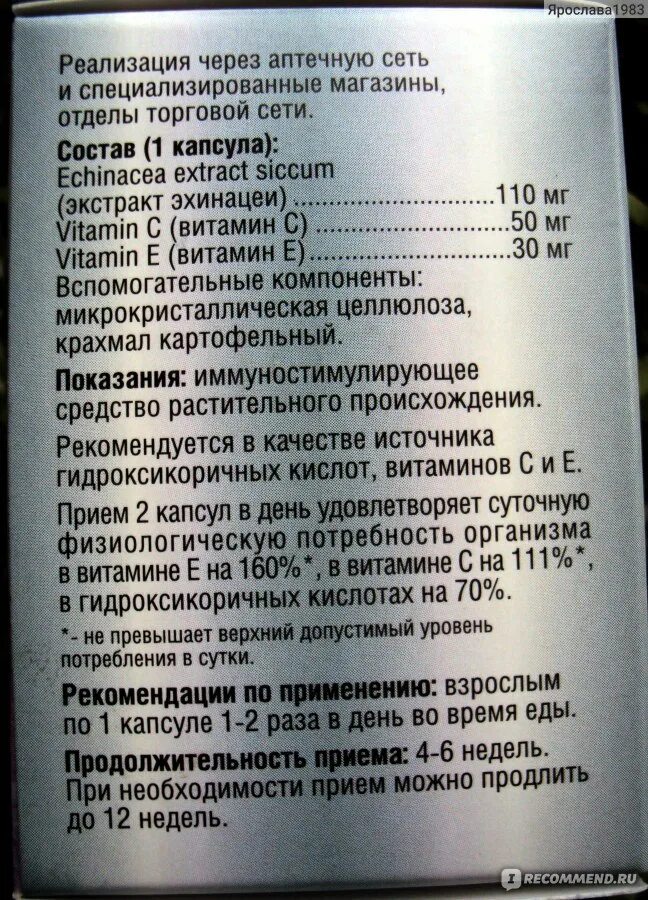 Ярослава1983
Реализация через аптечную сеть
и специализированные магазины,
отделы торговой сети.
Состав (1 капсула):
Echinacea extract siccum
(экстракт эхинацеи) ........................110 мг
Vitamin C (витамин С) .......................50 мг
Vitamin E (витамин Е)........................30 мг
Вспомогательные компоненты:
микрокристаллическая целлюлоза,
крахмал картофельный.
Показания: иммуностимулирующее
средство растительного происхождения.
Рекомендуется в качестве источника
гидроксикоричных кислот, витаминов С и Е.
Прием 2 капсул в день удовлетворяет суточную
физиологическую потребность организма
в витамине Е на 160%*, в витамине С на 111%*,
в гидроксикоричных кислотах на 70%.
*- не превышает верхний допустимый уровень
потребления в сутки.
Рекомендации по применению: взрослым
по 1 капсуле 1-2 раза в день во время еды.
Продолжительность приема: 4-6 недель.
При необходимости прием можно продлить
до 12 недель.
I RECOMMEND.RU